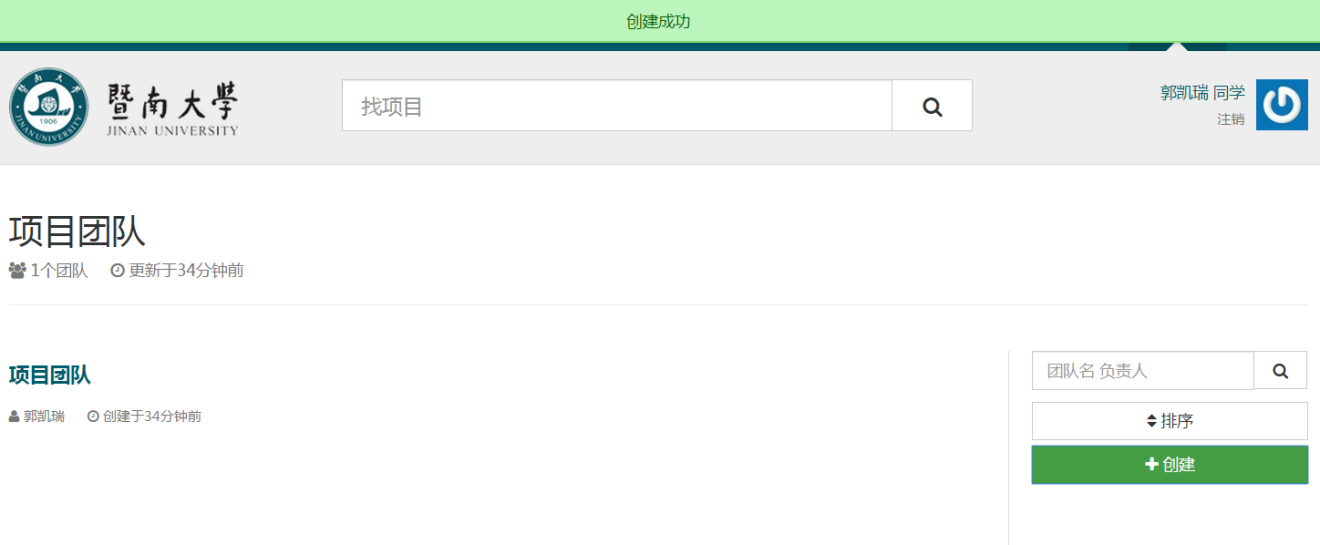 创建成功
暨南大學
JINAN UNIVERSITY
1906
找项目
郭凯瑞 同学
注销
项目团队
1个团队 更新于34分钟前
项目团队
郭凯瑞 创建于34分钟前
团队名 负责人
排序
创建